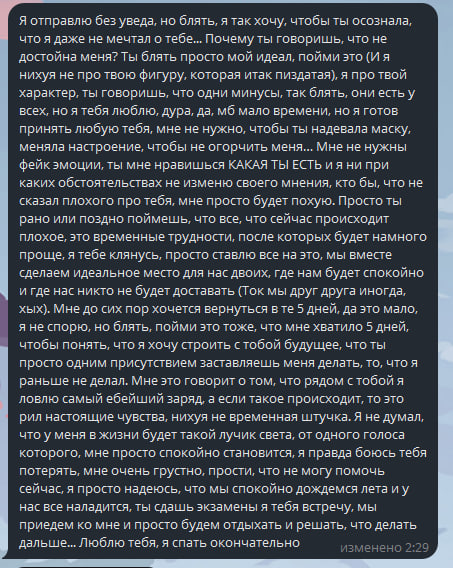 Я отправлю без уведа, но блять, я так хочу, чтобы ты осознала,
что я даже не мечтал о тебе... Почему ты говоришь, что не
достойна меня? Ты блять просто мой идеал, пойми это (И я
нихуя не про твою фигуру, которая итак пиздатая), я про твой
характер, ты говоришь, что одни минусы, так блять, они есть у
всех, но я тебя люблю, дура, да, мб мало времени, но я готов
принять любую тебя, мне не нужно, чтобы ты надевала маску,
меняла настроение, чтобы не огорчить меня... Мне не нужны
фейк эмоции, ты мне нравишься КАКАЯ ТЫ ЕСТЬ и я ни при
каких обстоятельствах не изменю своего мнения, кто бы, что не
сказал плохого про тебя, мне просто будет похую. Просто ты
рано или поздно поймешь, что все, что сейчас происходит
плохое, это временные трудности, после которых будет намного
проще, я тебе клянусь, просто ставлю все на это, мы вместе
сделаем идеальное место для нас двоих, где нам будет спокойно
и где нас никто не будет доставать (Ток мы друг друга иногда,
хых). Мне до сих пор хочется вернуться в те 5 дней, да это мало,
я не спорю, но блять, пойми это тоже, что мне хватило 5 дней,
чтобы понять, что я хочу строить с тобой будущее, что ты
просто одним присутствием заставляешь меня делать, то, что я
раньше не делал. Мне это говорит о том, что рядом с тобой я
ловлю самый ебейший заряд, а если такое происходит, то это
рил настоящие чувства, нихуя не временная штучка. Я не думал,
что у меня в жизни будет такой лучик света, от одного голоса
которого, мне просто спокойно становится, я правда боюсь тебя
потерять, мне очень грустно, прости, что не могу помочь
сейчас, я просто надеюсь, что мы спокойно дождемся лета и у
нас все наладится, ты сдашь экзамены я тебя встречу, мы
приедем ко мне и просто будем отдыхать и решать, что делать
дальше... Люблю тебя, я спать окончательно
изменено 2:29